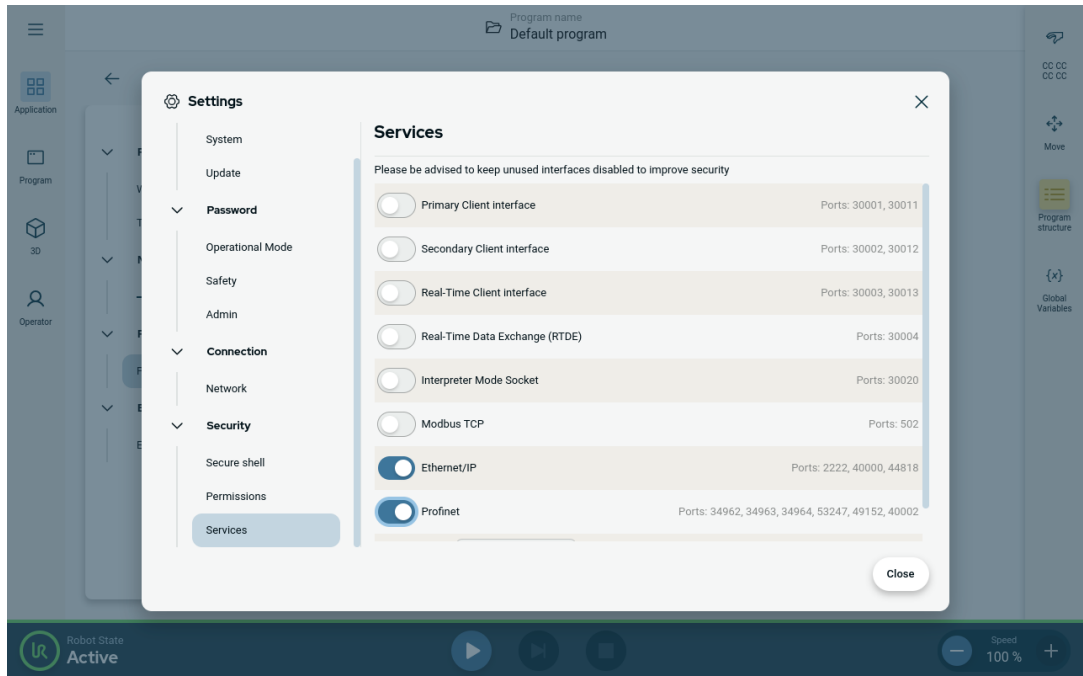 Program name
Default program
Application
Program
3D
Operator
Settings
System
Update
Password
Operational Mode
Safety
Admin
Connection
Network
Security
Secure shell
Permissions
Services
Services
Please be advised to keep unused interfaces disabled to improve security
Primary Client interface Ports: 30001, 30011
Secondary Client interface Ports: 30002, 30012
Real-Time Client interface Ports: 30003, 30013
Real-Time Data Exchange (RTDE) Ports: 30004
Interpreter Mode Socket Ports: 30020
Modbus TCP Ports: 502
Ethernet/IP Ports: 2222, 40000, 44818
Profinet Ports: 34962, 34963, 34964, 53247, 49152, 40002
Close
CC CC
CC CC
Move
Program
structure
{x}
Global
Variables
Robot State
Active
Speed
100 %